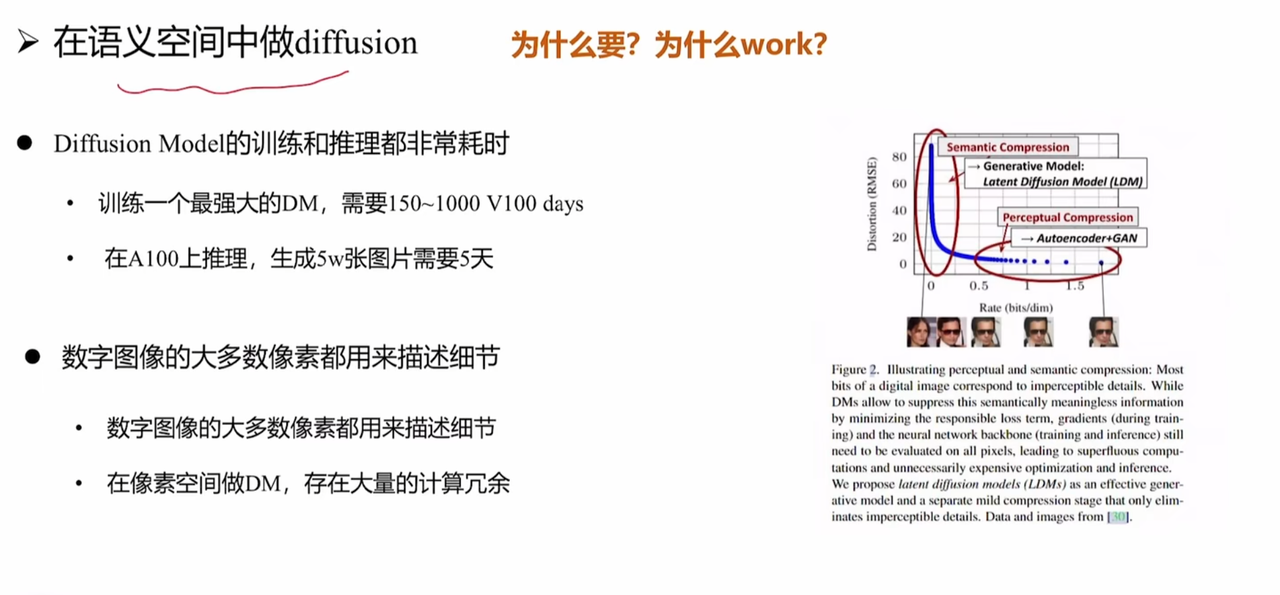 ➢ 在语义空间中做diffusion
为什么要？为什么work？
● Diffusion Model的训练和推理都非常耗时
• 训练一个最强大的DM，需要150~1000 V100 days
• 在A100上推理，生成5w张图片需要5天
● 数字图像的大多数像素都用来描述细节
• 数字图像的大多数像素都用来描述细节
• 在像素空间做DM，存在大量的计算冗余
Semantic Compression
→ Generative Model:
Latent Diffusion Model (LDM)
Perceptual Compression
→ Autoencoder+GAN
Distortion (RMSE)
80
60
40
20
0
0 0.5 1 1.5
Rate (bits/dim)
Figure 2. Illustrating perceptual and semantic compression: Most
bits of a digital image correspond to imperceptible details. While
DMs allow to suppress this semantically meaningless information
by minimizing the responsible loss term, gradients (during train-
ing) and the neural network backbone (training and inference) still
need to be evaluated on all pixels, leading to superfluous compu-
tations and unnecessarily expensive optimization and inference.
We propose latent diffusion models (LDMs) as an effective gener-
ative model and a separate mild compression stage that only elim-
inates imperceptible details. Data and images from [30].